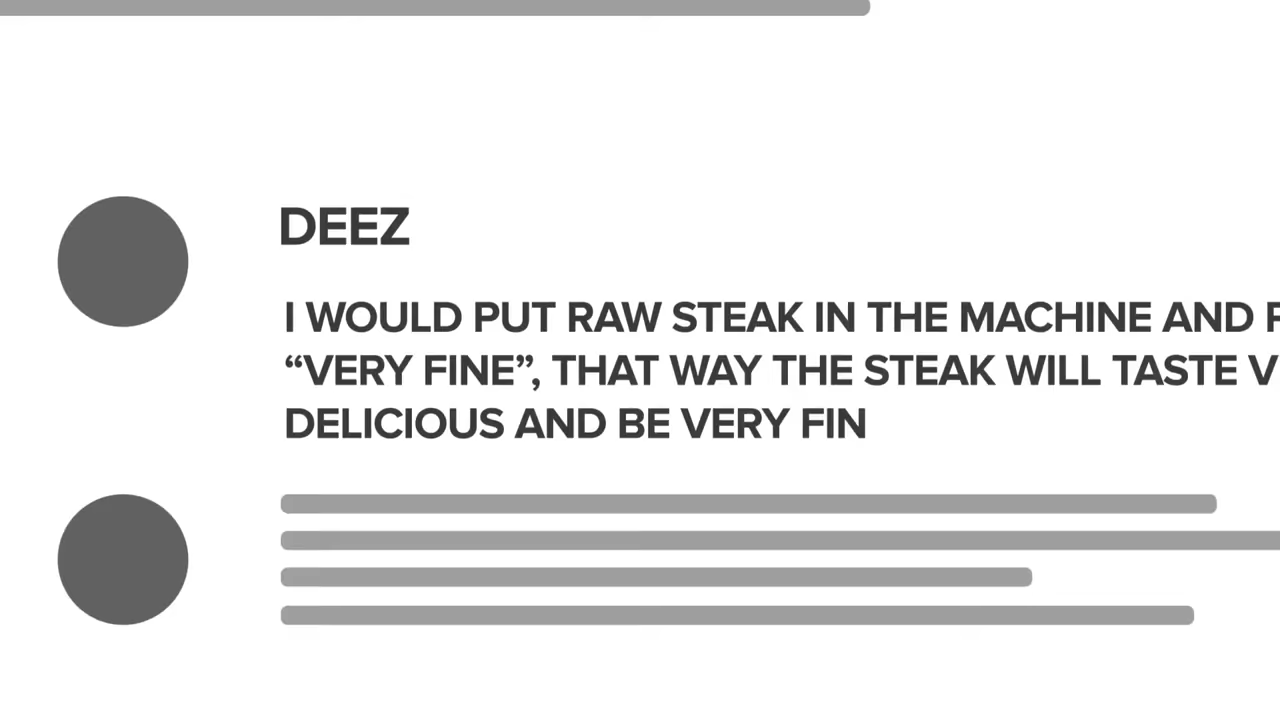 DEEZ
I WOULD PUT RAW STEAK IN THE MACHINE AND
“VERY FINE”, THAT WAY THE STEAK WILL TASTE
DELICIOUS AND BE VERY FIN